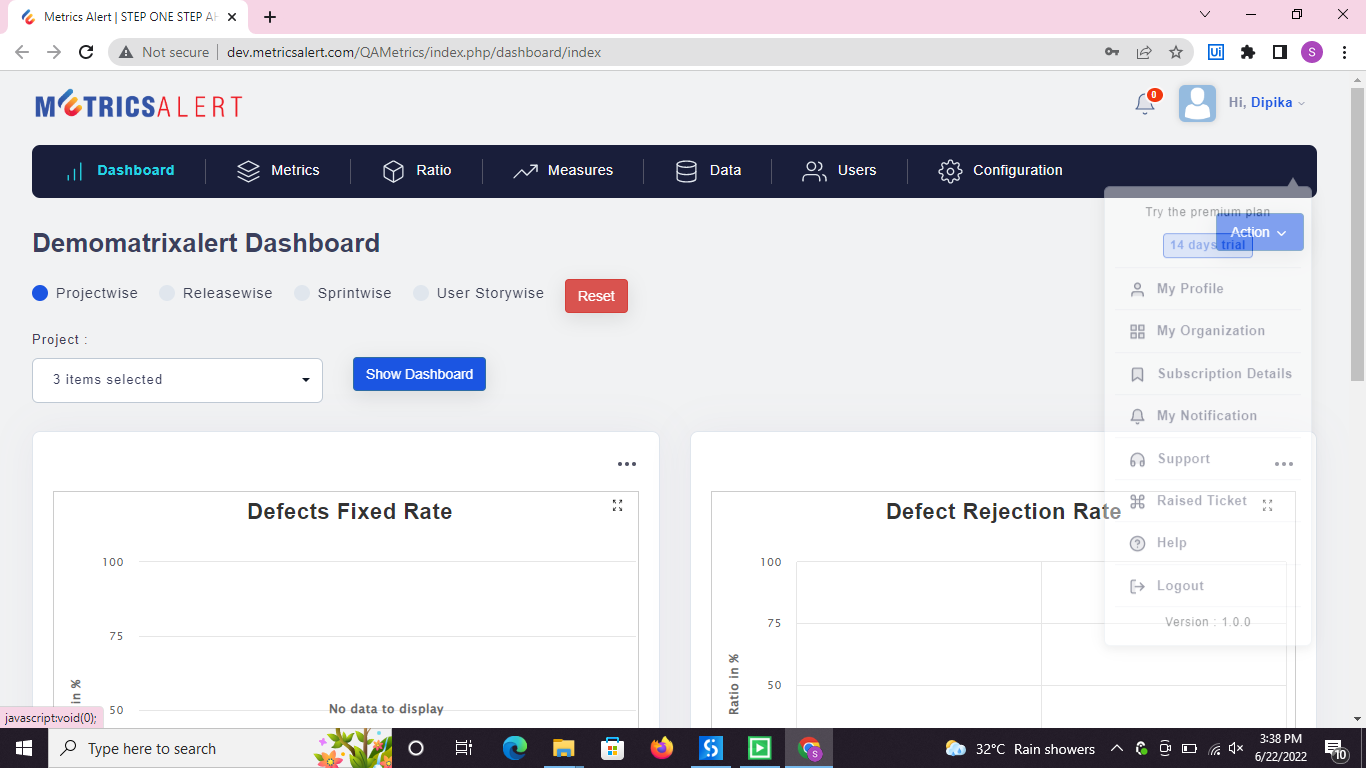 Metrics Alert | STEP ONE STEP AH
Not secure
dev.metricsalert.com/QAMetrics/index.php/dashboard/index
Ui
S
METRICSALERT
0
Hi, Dipika
Dashboard
Metrics
Ratio
Measures
Data
Users
Configuration
Try the premium plan
14 days trial
Action
Demomatrixalert Dashboard
Projectwise
Releasewise
Sprintwise
User Storywise
Reset
Project :
3 items selected
Show Dashboard
My Profile
My Organization
Subscription Details
My Notification
Support
Raised Ticket
Help
Logout
Version : 1.0.0
Defects Fixed Rate
100
75
50
in %
No data to display
Defect Rejection Rate
100
75
50
Ratio in %
javascript:void(0);
Type here to search
S
32°C Rain showers
3:38 PM
6/22/2022
10